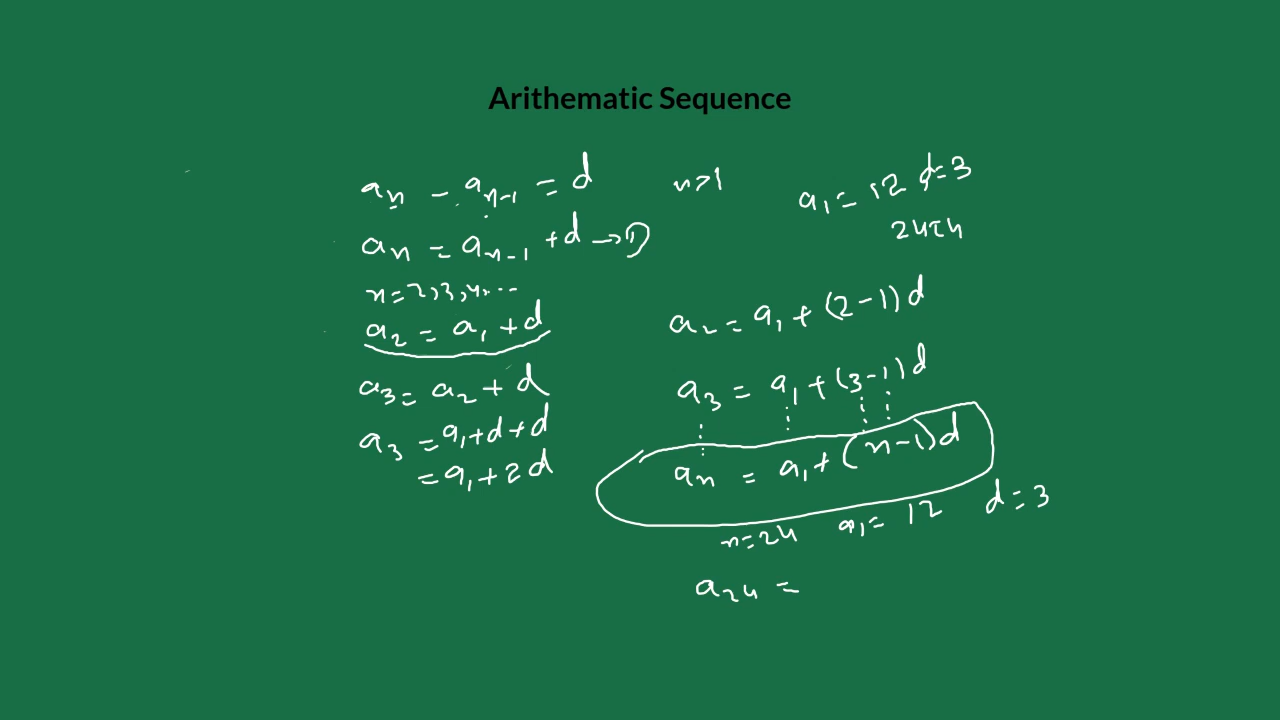 Arithematic Sequence
aₙ - aₙ₋₁ = d n>1
a₁ = 12 d=3
aₙ = aₙ₋₁ + d → ①
n=2,3,4,...
a₂ = a₁ + d
a₃ = a₂ + d
a₃ = a₁+d+d
= a₁+2d
a₂ = a₁ + (2-1)d
a₃ = a₁ + (3-1)d
aₙ = a₁ + (n-1)d
n=24 a₁ = 12 d=3
a₂₄ =